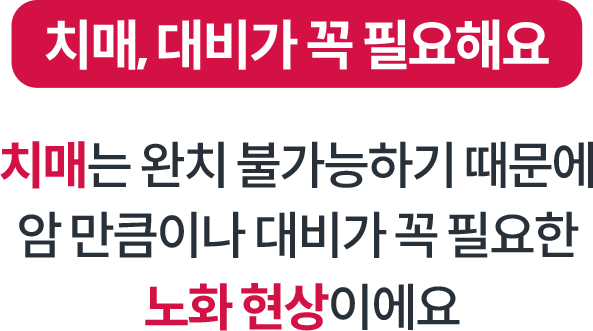 치매, 대비가 꼭 필요해요
치매는 완치 불가능하기 때문에
암 만큼이나 대비가 꼭 필요한
노화 현상이에요